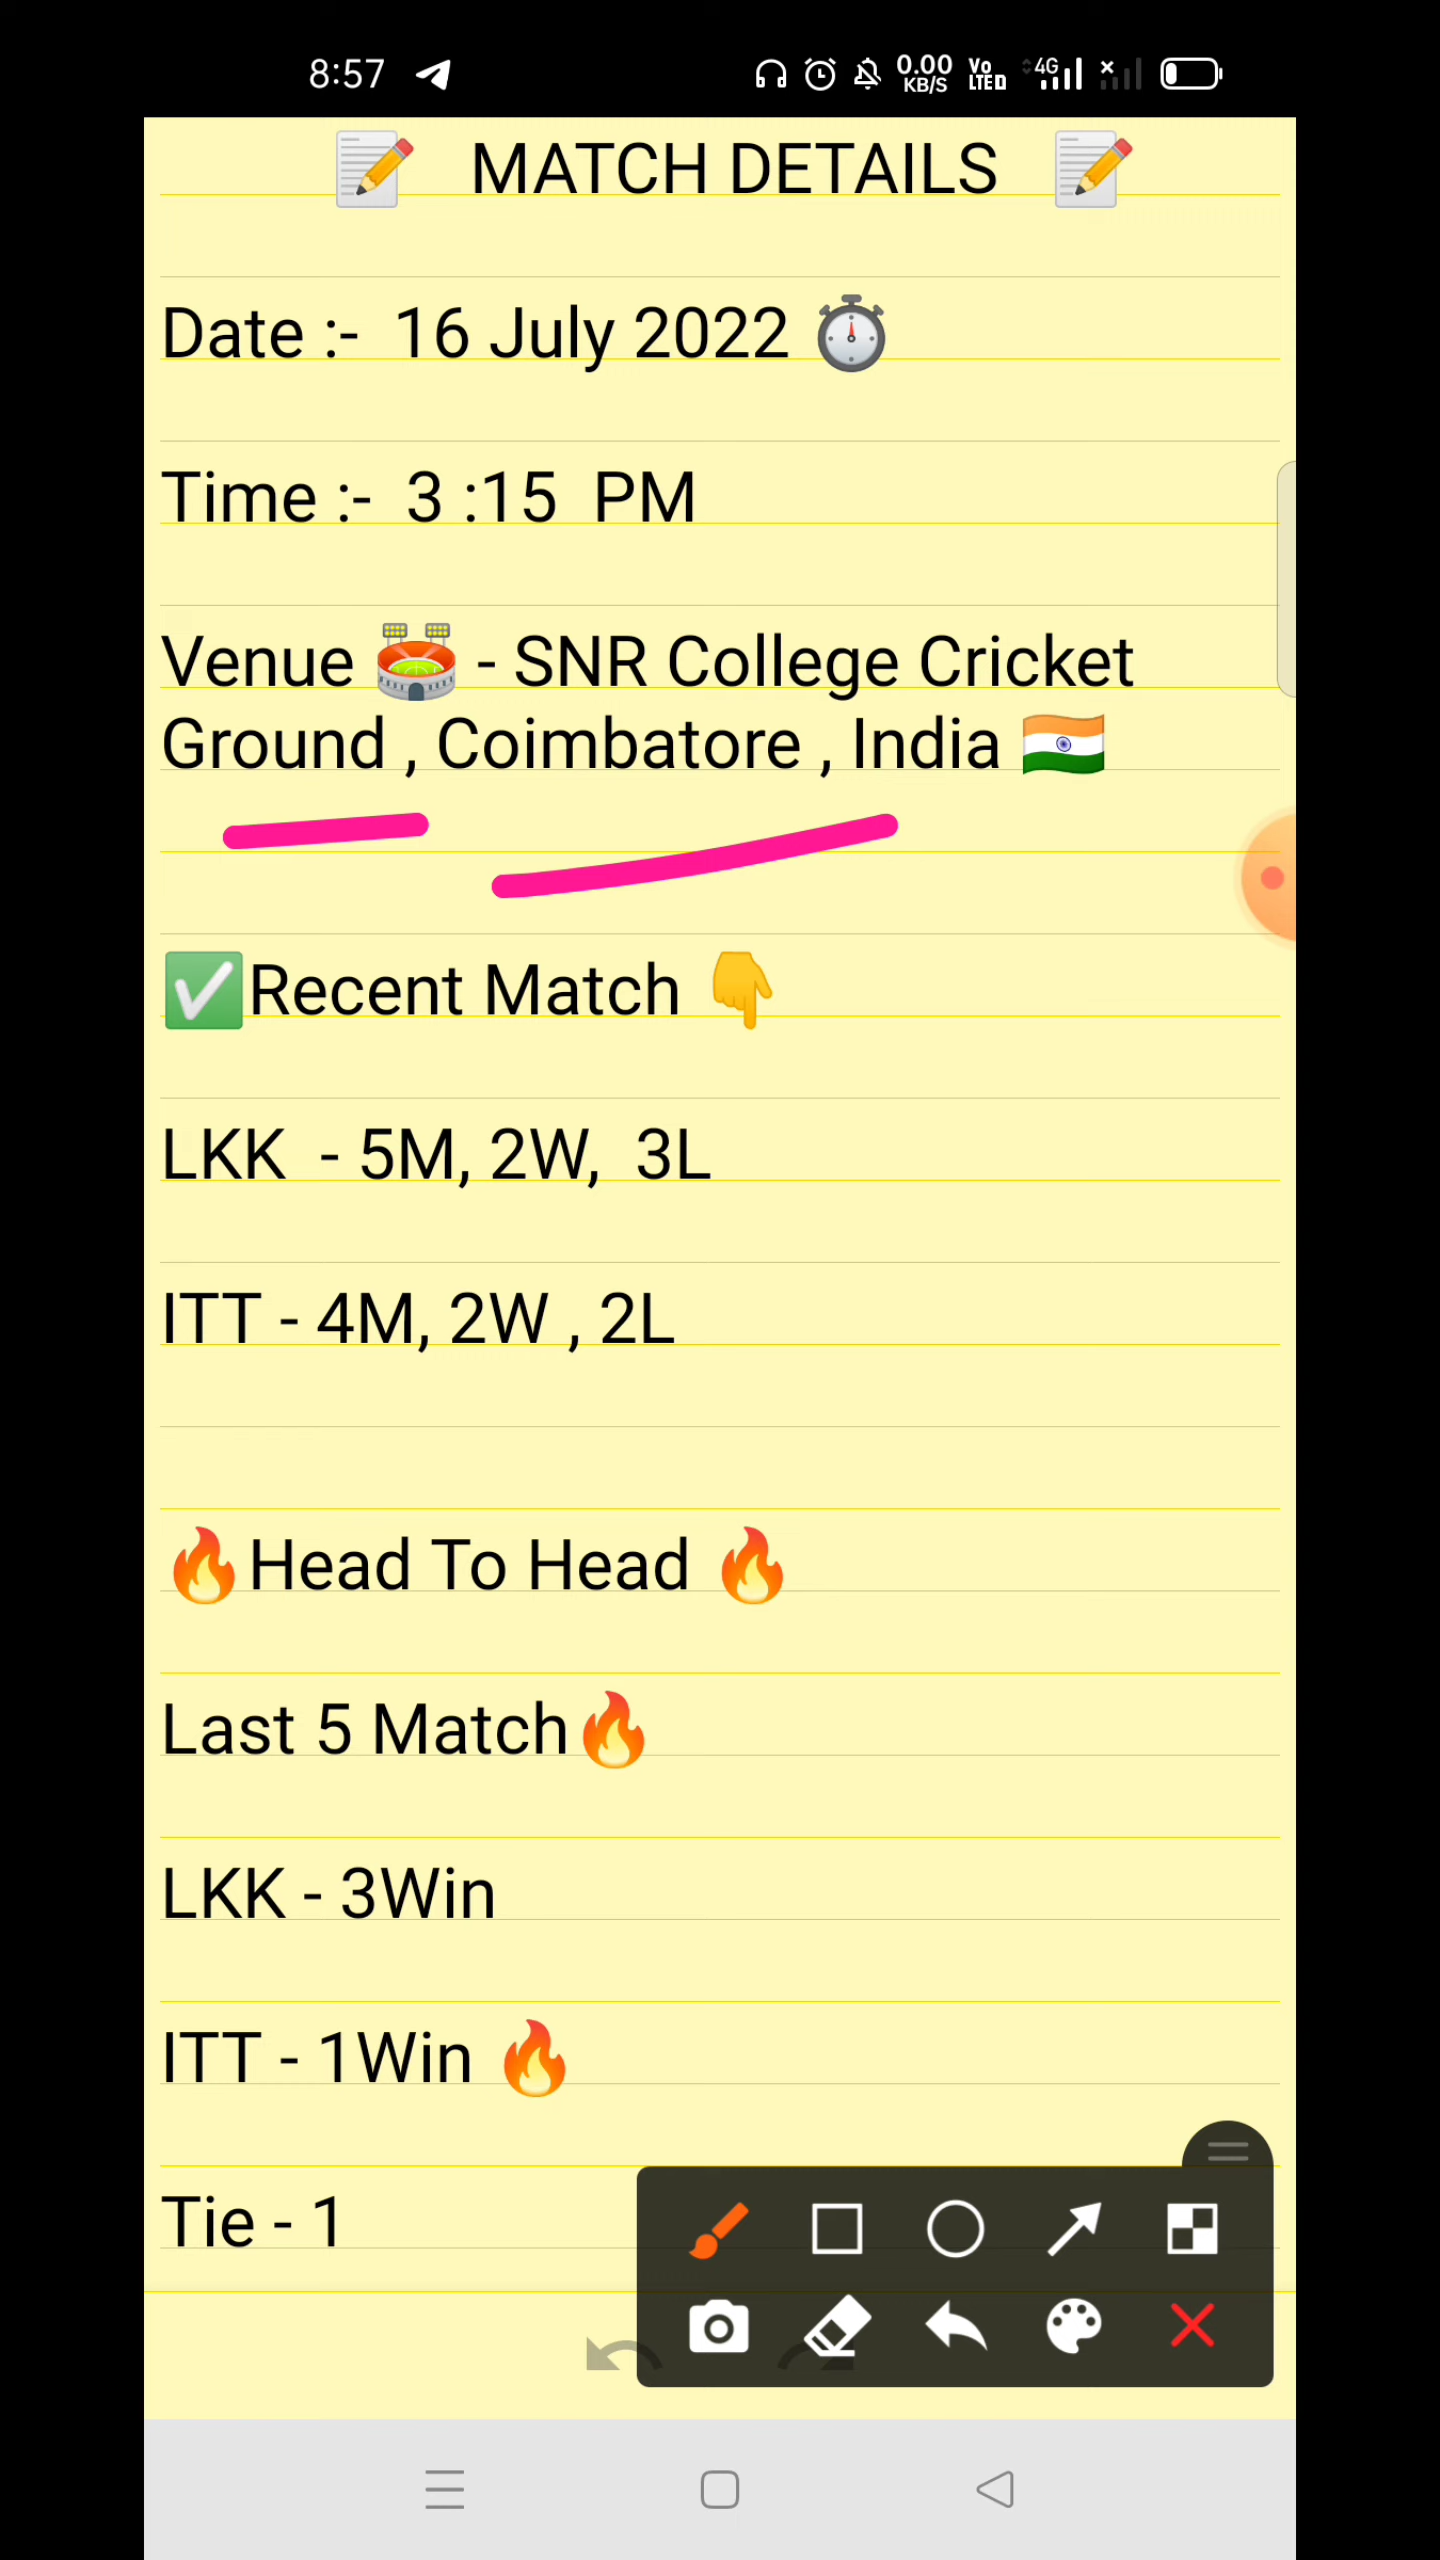 8:57 0.00 KB/S Vo LTE 4G
📝 MATCH DETAILS 📝
Date :- 16 July 2022 ⏱
Time :- 3 :15 PM
Venue 🏟 - SNR College Cricket
Ground , Coimbatore , India 🇮🇳
✅Recent Match 👇
LKK - 5M, 2W, 3L
ITT - 4M, 2W , 2L
🔥Head To Head 🔥
Last 5 Match🔥
LKK - 3Win
ITT - 1Win 🔥
Tie - 1